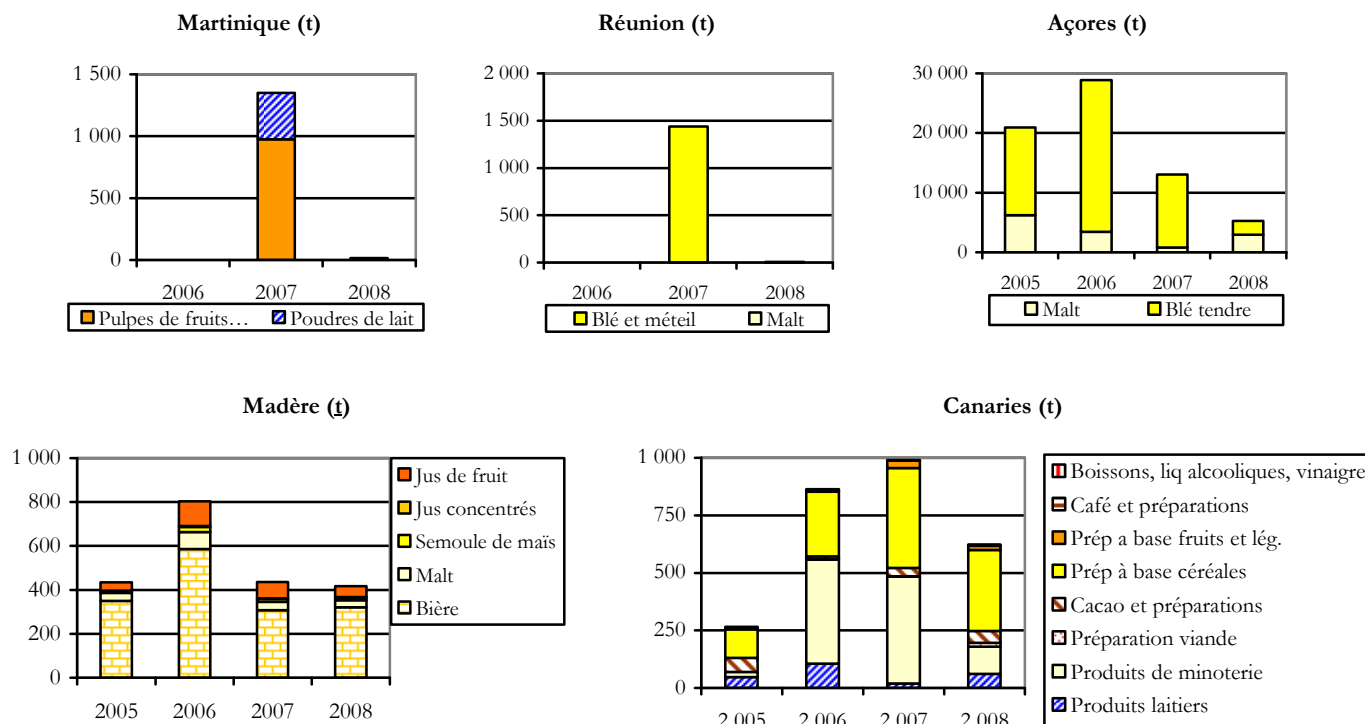 Martinique (t)
1 500
1 000
500
0
2006 2007 2008
Pulpes de fruits… Poudres de lait
Réunion (t)
2 000
1 500
1 000
500
0
2006 2007 2008
Blé et méteil Malt
Açores (t)
30 000
20 000
10 000
0
2005 2006 2007 2008
Malt Blé tendre
Madère (t)
1 000
800
600
400
200
0
2005 2006 2007 2008
Jus de fruit
Jus concentrés
Semoule de maïs
Malt
Bière
Canaries (t)
1 000
750
500
250
0
2 005 2 006 2 007 2 008
Boissons, liq alcooliques, vinaigre
Café et préparations
Prép a base fruits et lég.
Prép à base céréales
Cacao et préparations
Préparation viande
Produits de minoterie
Produits laitiers